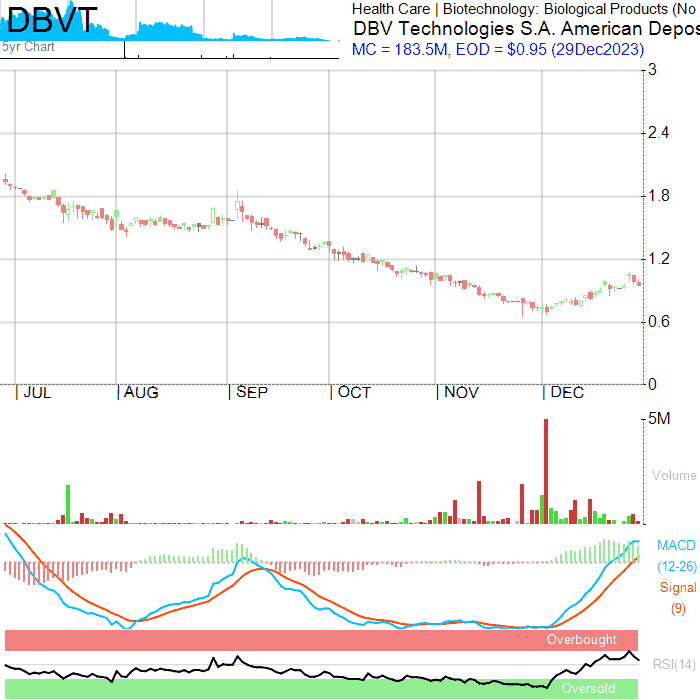 DBVT
5yr Chart
Health Care | Biotechnology: Biological Products (No
DBV Technologies S.A. American Depos
MC = 183.5M, EOD = $0.95 (29Dec2023)
3
2.4
1.8
1.2
0.6
0
| JUL | AUG | SEP | OCT | NOV | DEC
5M
Volume
MACD
(12-26)
Signal
(9)
Overbought
RSI(14)
Oversold